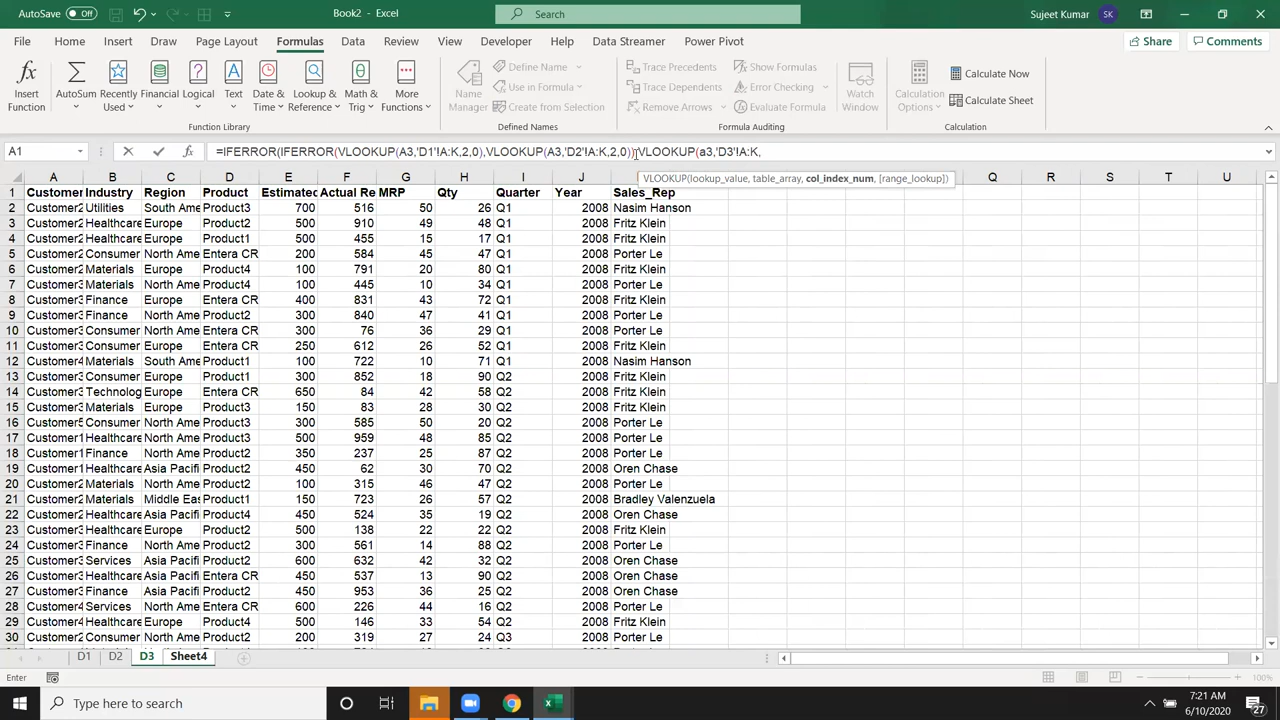 AutoSave Off Book2 Search Sujeet Kumar SK
File Home Insert Draw Page Layout Formulas Data Review View Developer Help Data Streamer Power Pivot Share Comments
Insert Function AutoSum Recently Used Financial Logical Text Date & Time Lookup & Reference Math & Trig More Functions Name Manager Define Name Use in Formula Create from Selection Trace Precedents Trace Dependents Remove Arrows Show Formulas Error Checking Evaluate Formula Watch Window Calculation Options Calculate Now Calculate Sheet
Function Library Defined Names Formula Auditing Calculation
A1 fx =IFERROR(IFERROR(VLOOKUP(A3,'D1'!A:K,2,0),VLOOKUP(A3,'D2'!A:K,2,0)),VLOOKUP(a3,'D3'!A:K,
VLOOKUP(lookup_value, table_array, col_index_num, [range_lookup])
A B C D E F G H I J Q R S T U
1 Customer Industry Region Product Estimated Actual Re MRP Qty Quarter Year Sales_Rep
2 Customer2 Utilities South Ame Product3 700 516 50 26 Q1 2008 Nasim Hanson
3 Customer2 Healthcare Europe Product2 500 910 49 48 Q1 2008 Fritz Klein
4 Customer2 Healthcare Europe Product1 500 455 15 17 Q1 2008 Fritz Klein
5 Customer2 Consumer North Ame Entera CR 200 584 45 47 Q1 2008 Porter Le
6 Customer2 Materials Europe Product4 100 791 20 80 Q1 2008 Fritz Klein
7 Customer3 Materials Europe Product4 100 445 10 34 Q1 2008 Fritz Klein
8 Customer3 Finance Europe Entera CR 400 831 43 72 Q1 2008 Fritz Klein
9 Customer3 Finance North Ame Product2 300 840 47 41 Q1 2008 Porter Le
10 Customer3 Consumer North Ame Entera CR 300 76 36 29 Q1 2008 Porter Le
11 Customer3 Consumer Europe Entera CR 250 612 26 52 Q1 2008 Fritz Klein
12 Customer4 Materials South Ame Product1 100 722 10 71 Q1 2008 Nasim Hanson
13 Customer3 Consumer Europe Product1 300 852 18 90 Q2 2008 Fritz Klein
14 Customer3 Technolog Europe Entera CR 650 84 42 58 Q2 2008 Fritz Klein
15 Customer3 Materials Europe Product3 150 83 28 30 Q2 2008 Fritz Klein
16 Customer5 Consumer North Ame Product3 300 585 50 20 Q2 2008 Porter Le
17 Customer1 Healthcare North Ame Product3 500 959 48 85 Q2 2008 Porter Le
18 Customer1 Finance North Ame Product2 350 237 25 87 Q2 2008 Porter Le
19 Customer1 Healthcare Asia Pacifi Product2 450 62 30 70 Q2 2008 Oren Chase
20 Customer2 Materials North Ame Product2 100 315 46 47 Q2 2008 Porter Le
21 Customer2 Materials Middle Eas Product1 150 723 26 57 Q2 2008 Bradley Valenzuela
22 Customer2 Healthcare Asia Pacifi Product4 450 524 35 19 Q2 2008 Oren Chase
23 Customer3 Healthcare Europe Product2 500 138 22 22 Q2 2008 Fritz Klein
24 Customer3 Finance North Ame Product2 300 561 14 88 Q2 2008 Porter Le
25 Customer3 Services Asia Pacifi Product2 600 632 42 32 Q2 2008 Oren Chase
26 Customer3 Healthcare Asia Pacifi Entera CR 450 537 13 90 Q2 2008 Oren Chase
27 Customer3 Finance Asia Pacifi Product2 450 953 36 25 Q2 2008 Oren Chase
28 Customer4 Services North Ame Entera CR 600 226 44 16 Q2 2008 Porter Le
29 Customer4 Healthcare Europe Product4 500 146 33 54 Q2 2008 Fritz Klein
30 Customer4 Consumer North Ame Product2 200 319 27 24 Q3 2008 Porter Le
D1 D2 D3 Sheet4
Enter 100%
Type here to search 7:21 AM
6/10/2020 27